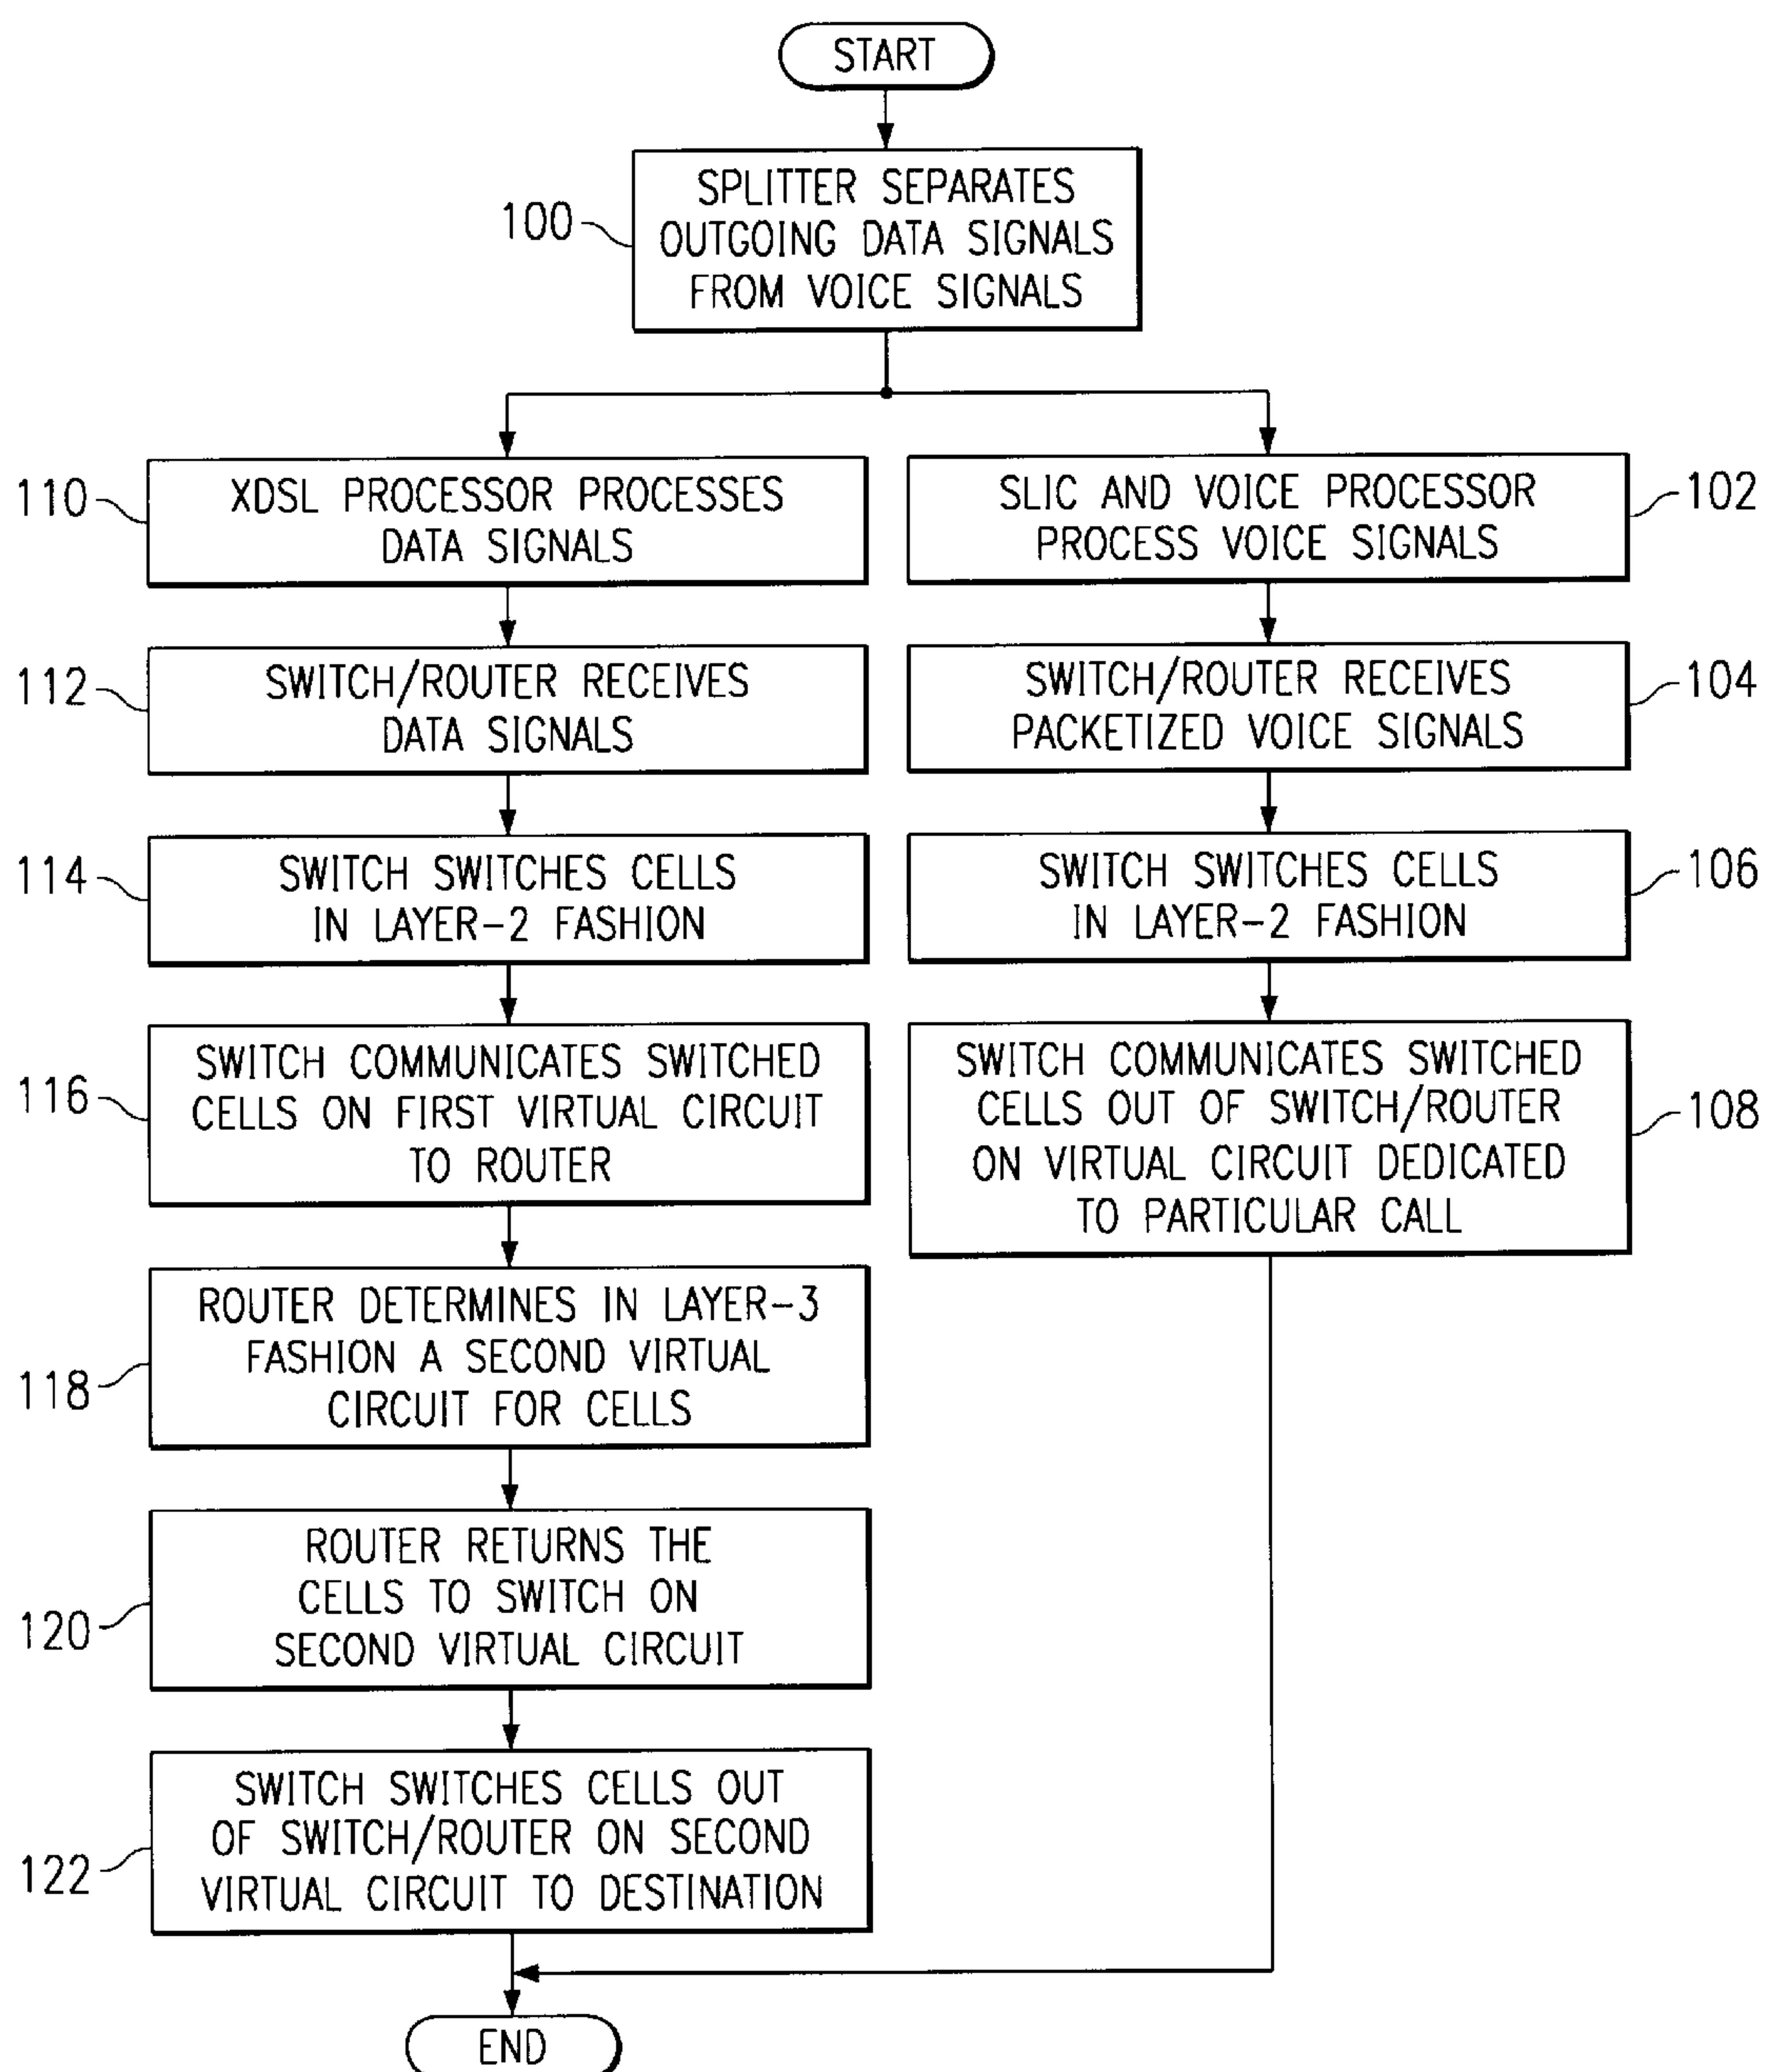 START
100
SPLITTER SEPARATES
OUTGOING DATA SIGNALS
FROM VOICE SIGNALS
110
XDSL PROCESSOR PROCESSES
DATA SIGNALS
SLIC AND VOICE PROCESSOR
PROCESS VOICE SIGNALS
102
112
SWITCH/ROUTER RECEIVES
DATA SIGNALS
SWITCH/ROUTER RECEIVES
PACKETIZED VOICE SIGNALS
104
114
SWITCH SWITCHES CELLS
IN LAYER-2 FASHION
SWITCH SWITCHES CELLS
IN LAYER-2 FASHION
106
116
SWITCH COMMUNICATES SWITCHED
CELLS ON FIRST VIRTUAL CIRCUIT
TO ROUTER
SWITCH COMMUNICATES SWITCHED
CELLS OUT OF SWITCH/ROUTER
ON VIRTUAL CIRCUIT DEDICATED
TO PARTICULAR CALL
108
118
ROUTER DETERMINES IN LAYER-3
FASHION A SECOND VIRTUAL
CIRCUIT FOR CELLS
120
ROUTER RETURNS THE
CELLS TO SWITCH ON
SECOND VIRTUAL CIRCUIT
122
SWITCH SWITCHES CELLS OUT
OF SWITCH/ROUTER ON SECOND
VIRTUAL CIRCUIT TO DESTINATION
END